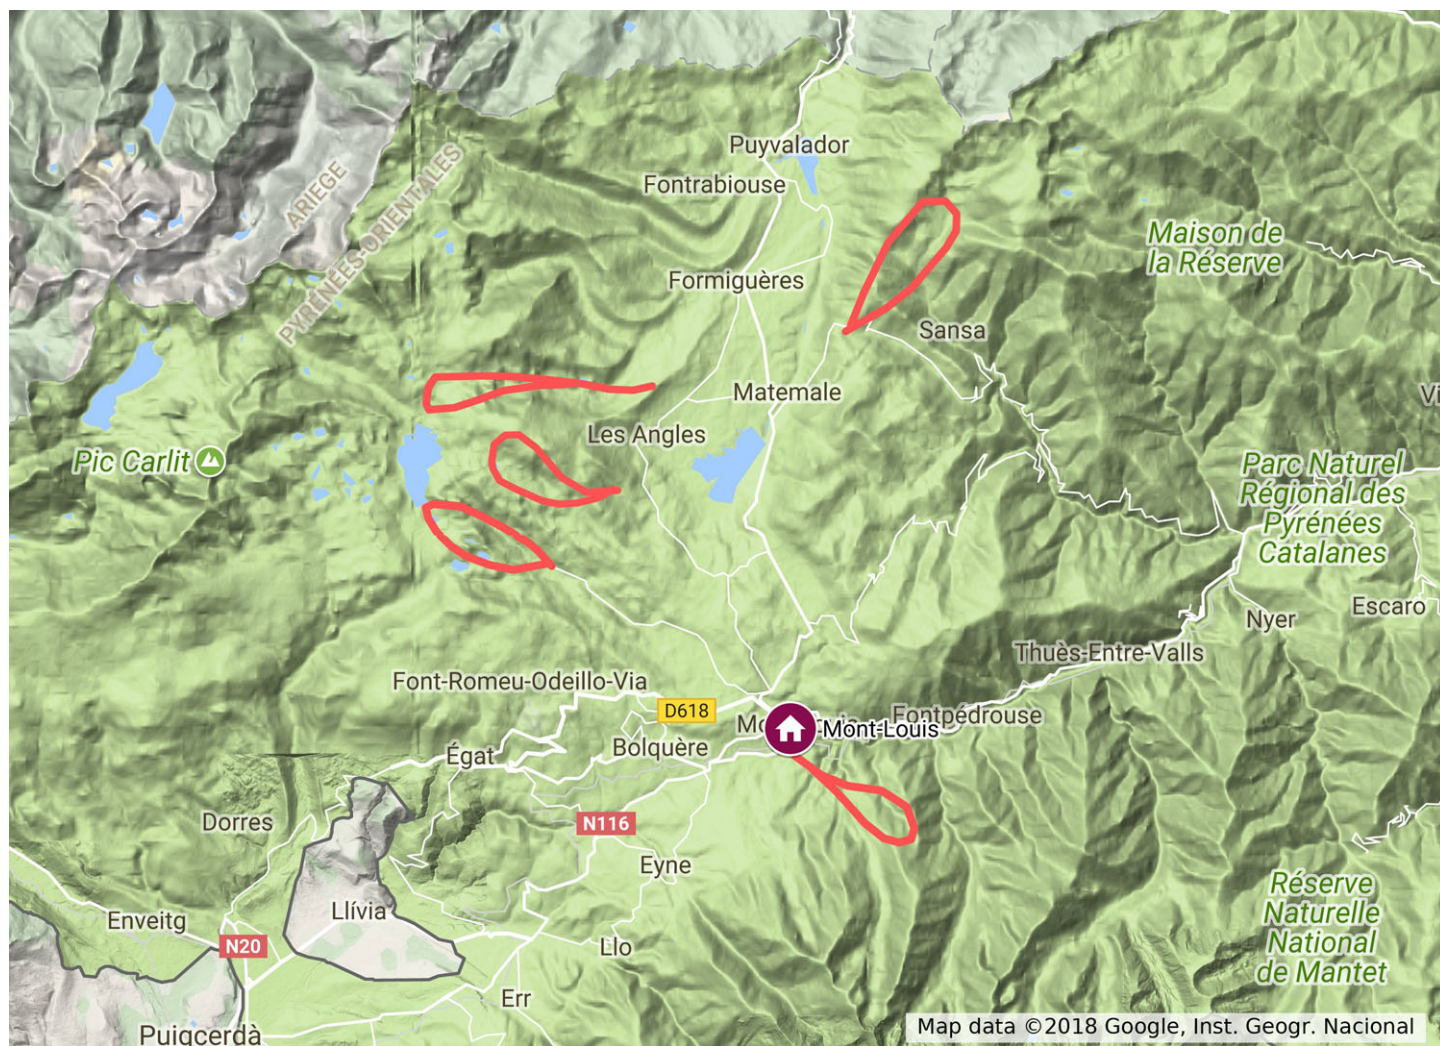 Puyvalador
Fontrabiouse
ARIEGE
PYRÉNÉES-ORIENTALES
Maison de
la Réserve
Formiguères
Sansa
Matemale
Les Angles
Pic Carlit
Parc Naturel
Régional des
Pyrénées
Catalanes
Escaro
Nyer
Thuès-Entre-Valls
Font-Romeu-Odeillo-Via
D618
Fontpédrouse
Mont-Louis
Bolquère
Égat
Dorres
N116
Eyne
Réserve
Naturelle
National
de Mantet
Llívia
Enveitg
N20
Llo
Err
Puigcerdà
Map data ©2018 Google, Inst. Geogr. Nacional